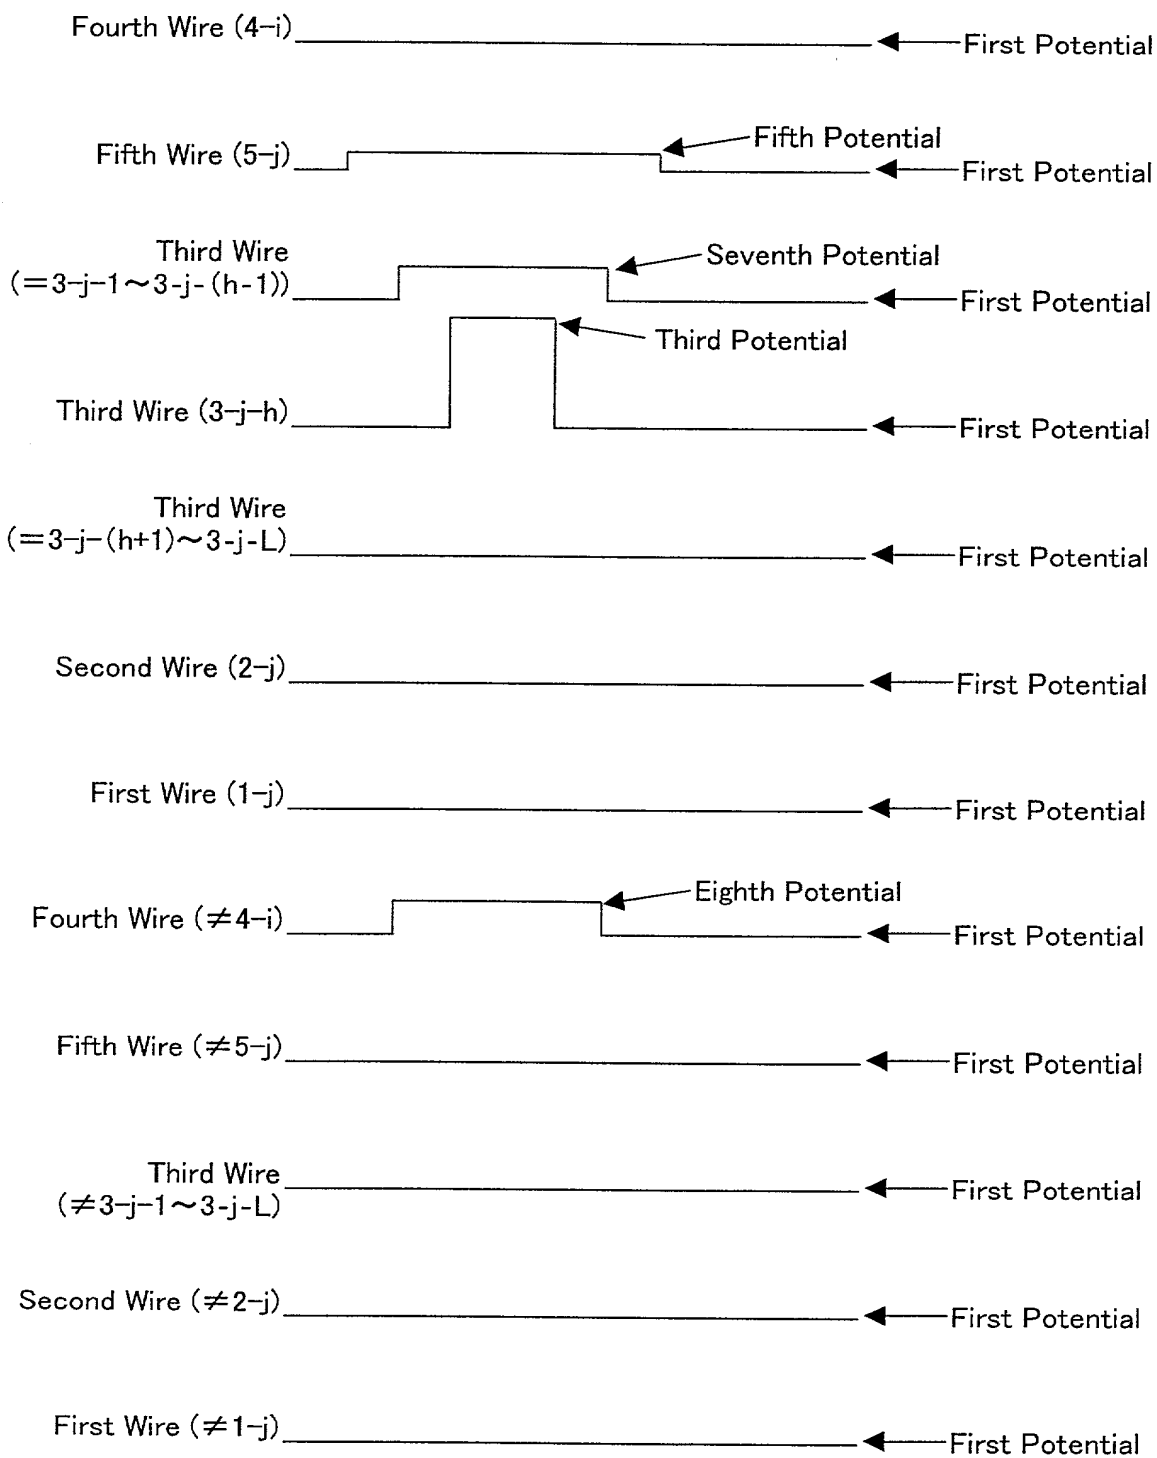 Fourth Wire (4-i)
First Potential
Fifth Potential
Fifth Wire (5-j)
First Potential
Third Wire
(=3-j-1~3-j-(h-1))
Seventh Potential
First Potential
Third Potential
Third Wire (3-j-h)
First Potential
Third Wire
(=3-j-(h+1)~3-j-L)
First Potential
Second Wire (2-j)
First Potential
First Wire (1-j)
First Potential
Eighth Potential
Fourth Wire (≠4-i)
First Potential
Fifth Wire (≠5-j)
First Potential
Third Wire
(≠3-j-1~3-j-L)
First Potential
Second Wire (≠2-j)
First Potential
First Wire (≠1-j)
First Potential